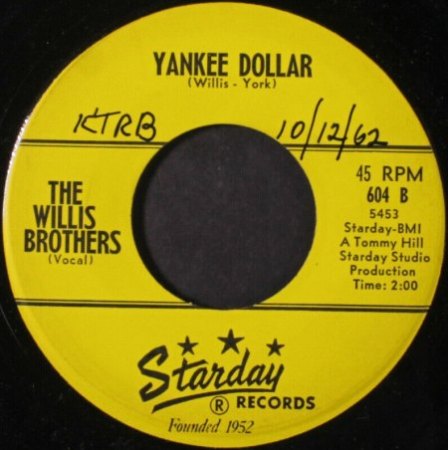 YANKEE DOLLAR
(Willis - York)
KTRB
10/12/62
THE
WILLIS
BROTHERS
(Vocal)
45 RPM
604 B
5453
Starday-BMI
A Tommy Hill
Starday Studio
Production
Time: 2:00
Starday
® RECORDS
Founded 1952